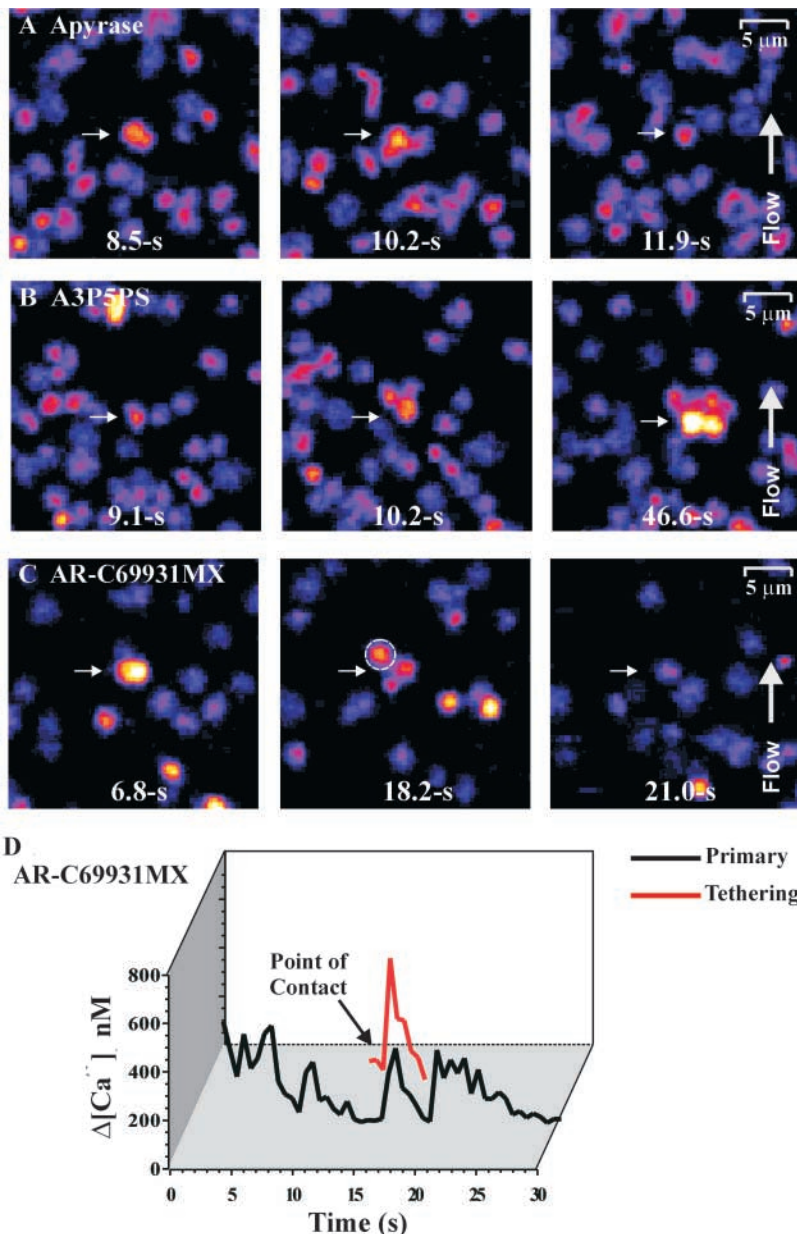 A Apyrase
5 µm
8.5-s
10.2-s
11.9-s
Flow
B A3P5PS
5 µm
9.1-s
10.2-s
46.6-s
Flow
C AR-C69931MX
5 µm
6.8-s
18.2-s
21.0-s
Flow
D
AR-C69931MX
Primary
Tethering
Point of
Contact
Δ[Ca ] nM
800
600
400
200
0
0 5 10 15 20 25 30
Time (s)